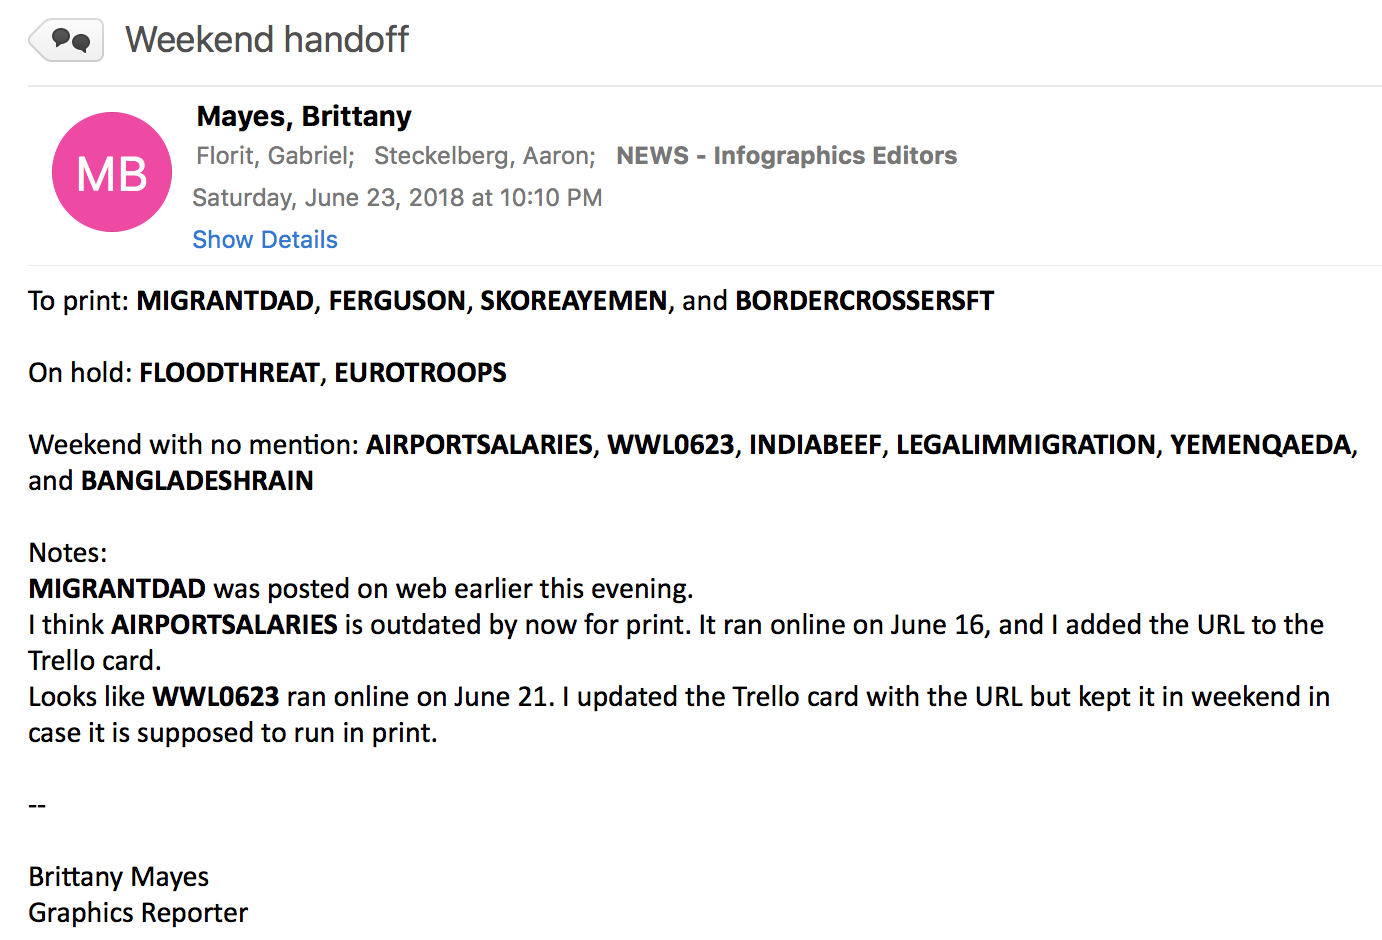 Weekend handoff
MB
Mayes, Brittany
Florit, Gabriel; Steckelberg, Aaron; NEWS - Infographics Editors
Saturday, June 23, 2018 at 10:10 PM
Show Details
To print: MIGRANTDAD, FERGUSON, SKOREAYEMEN, and BORDERCROSSERSFT
On hold: FLOODTHREAT, EUROTROOPS
Weekend with no mention: AIRPORTSALARIES, WWL0623, INDIABEEF, LEGALIMMIGRATION, YEMENQAEDA,
and BANGLADESHRAIN
Notes:
MIGRANTDAD was posted on web earlier this evening.
I think AIRPORTSALARIES is outdated by now for print. It ran online on June 16, and I added the URL to the
Trello card.
Looks like WWL0623 ran online on June 21. I updated the Trello card with the URL but kept it in weekend in
case it is supposed to run in print.
--
Brittany Mayes
Graphics Reporter